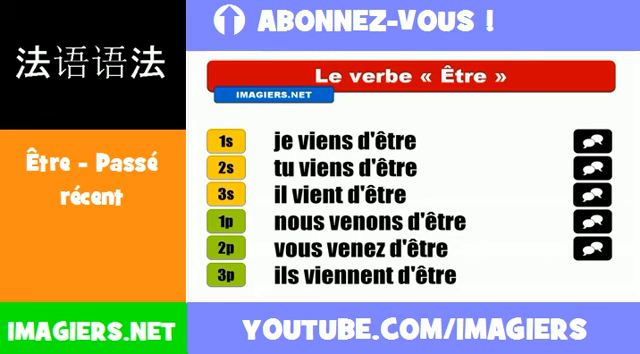 法语语法
ABONNEZ-VOUS !
Le verbe « Être »
IMAGIERS.NET
Être - Passé
récent
1s je viens d'être
2s tu viens d'être
3s il vient d'être
1p nous venons d'être
2p vous venez d'être
3p ils viennent d'être
IMAGIERS.NET
YOUTUBE.COM/IMAGIERS